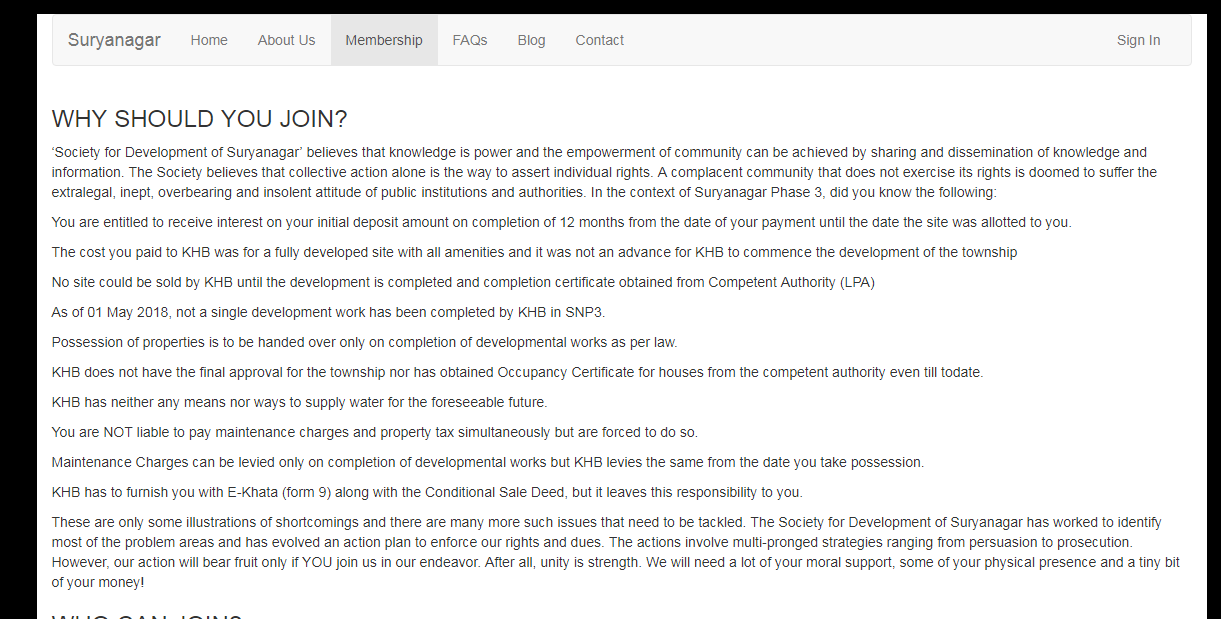 Suryanagar Home About Us Membership FAQs Blog Contact Sign In
WHY SHOULD YOU JOIN?
‘Society for Development of Suryanagar’ believes that knowledge is power and the empowerment of community can be achieved by sharing and dissemination of knowledge and
information. The Society believes that collective action alone is the way to assert individual rights. A complacent community that does not exercise its rights is doomed to suffer the
extralegal, inept, overbearing and insolent attitude of public institutions and authorities. In the context of Suryanagar Phase 3, did you know the following:
You are entitled to receive interest on your initial deposit amount on completion of 12 months from the date of your payment until the date the site was allotted to you.
The cost you paid to KHB was for a fully developed site with all amenities and it was not an advance for KHB to commence the development of the township
No site could be sold by KHB until the development is completed and completion certificate obtained from Competent Authority (LPA)
As of 01 May 2018, not a single development work has been completed by KHB in SNP3.
Possession of properties is to be handed over only on completion of developmental works as per law.
KHB does not have the final approval for the township nor has obtained Occupancy Certificate for houses from the competent authority even till todate.
KHB has neither any means nor ways to supply water for the foreseeable future.
You are NOT liable to pay maintenance charges and property tax simultaneously but are forced to do so.
Maintenance Charges can be levied only on completion of developmental works but KHB levies the same from the date you take possession.
KHB has to furnish you with E-Khata (form 9) along with the Conditional Sale Deed, but it leaves this responsibility to you.
These are only some illustrations of shortcomings and there are many more such issues that need to be tackled. The Society for Development of Suryanagar has worked to identify
most of the problem areas and has evolved an action plan to enforce our rights and dues. The actions involve multi-pronged strategies ranging from persuasion to prosecution.
However, our action will bear fruit only if YOU join us in our endeavor. After all, unity is strength. We will need a lot of your moral support, some of your physical presence and a tiny bit
of your money!
WHO CAN JOIN?